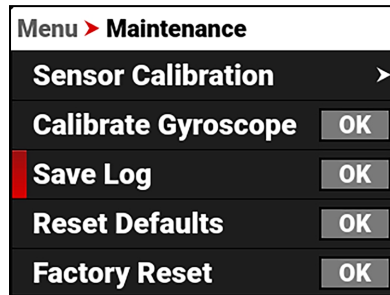 Menu > Maintenance
Sensor Calibration >
Calibrate Gyroscope OK
Save Log OK
Reset Defaults OK
Factory Reset OK